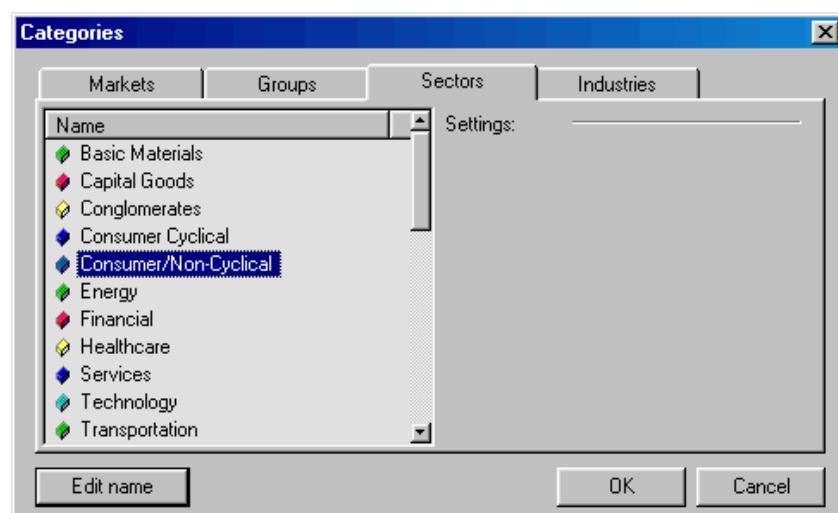 Categories
Markets Groups Sectors Industries
Name
Settings:
Basic Materials
Capital Goods
Conglomerates
Consumer Cyclical
Consumer/Non-Cyclical
Energy
Financial
Healthcare
Services
Technology
Transportation
Edit name OK Cancel